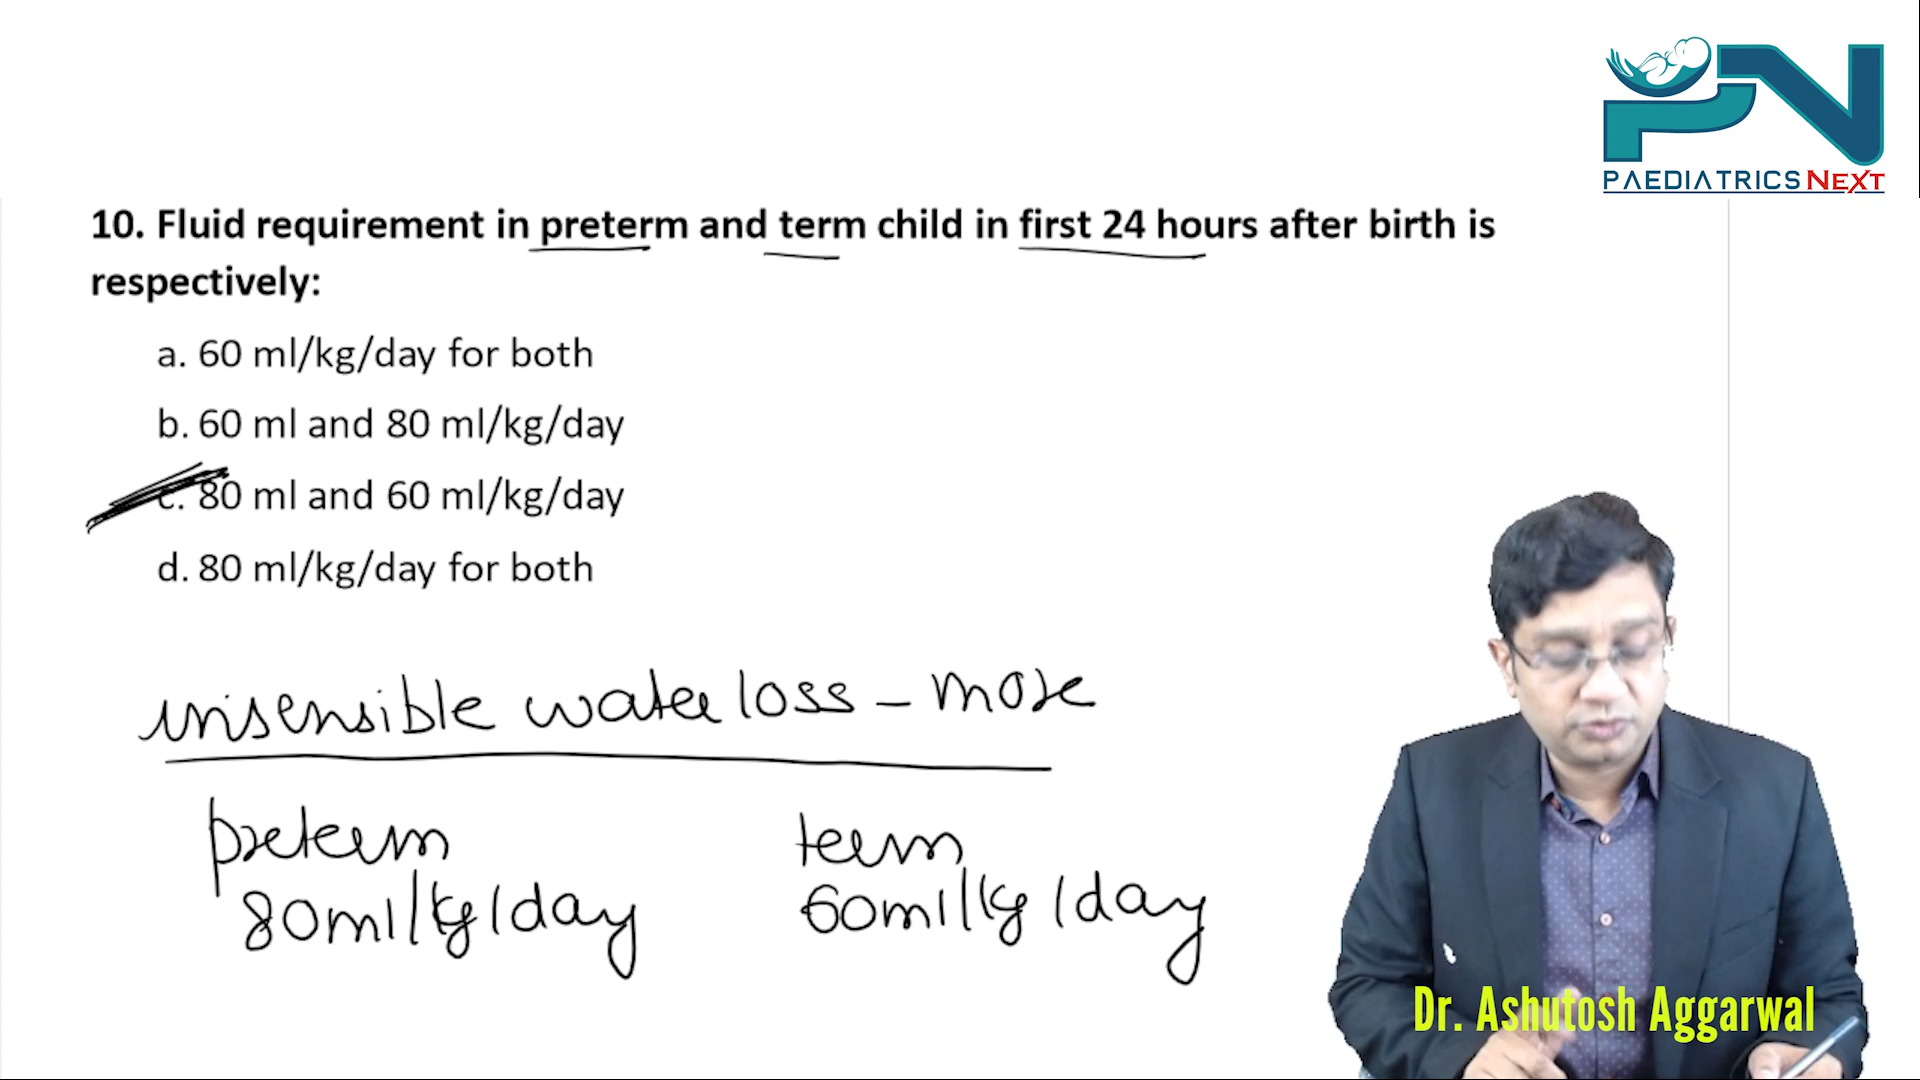 PAEDIATRICS NEXT
10. Fluid requirement in preterm and term child in first 24 hours after birth is
respectively:
a. 60 ml/kg/day for both
b. 60 ml and 80 ml/kg/day
c. 80 ml and 60 ml/kg/day
d. 80 ml/kg/day for both
insensible water loss - more
preterm term
80ml/kg/day 60ml/kg/day
Dr. Ashutosh Aggarwal